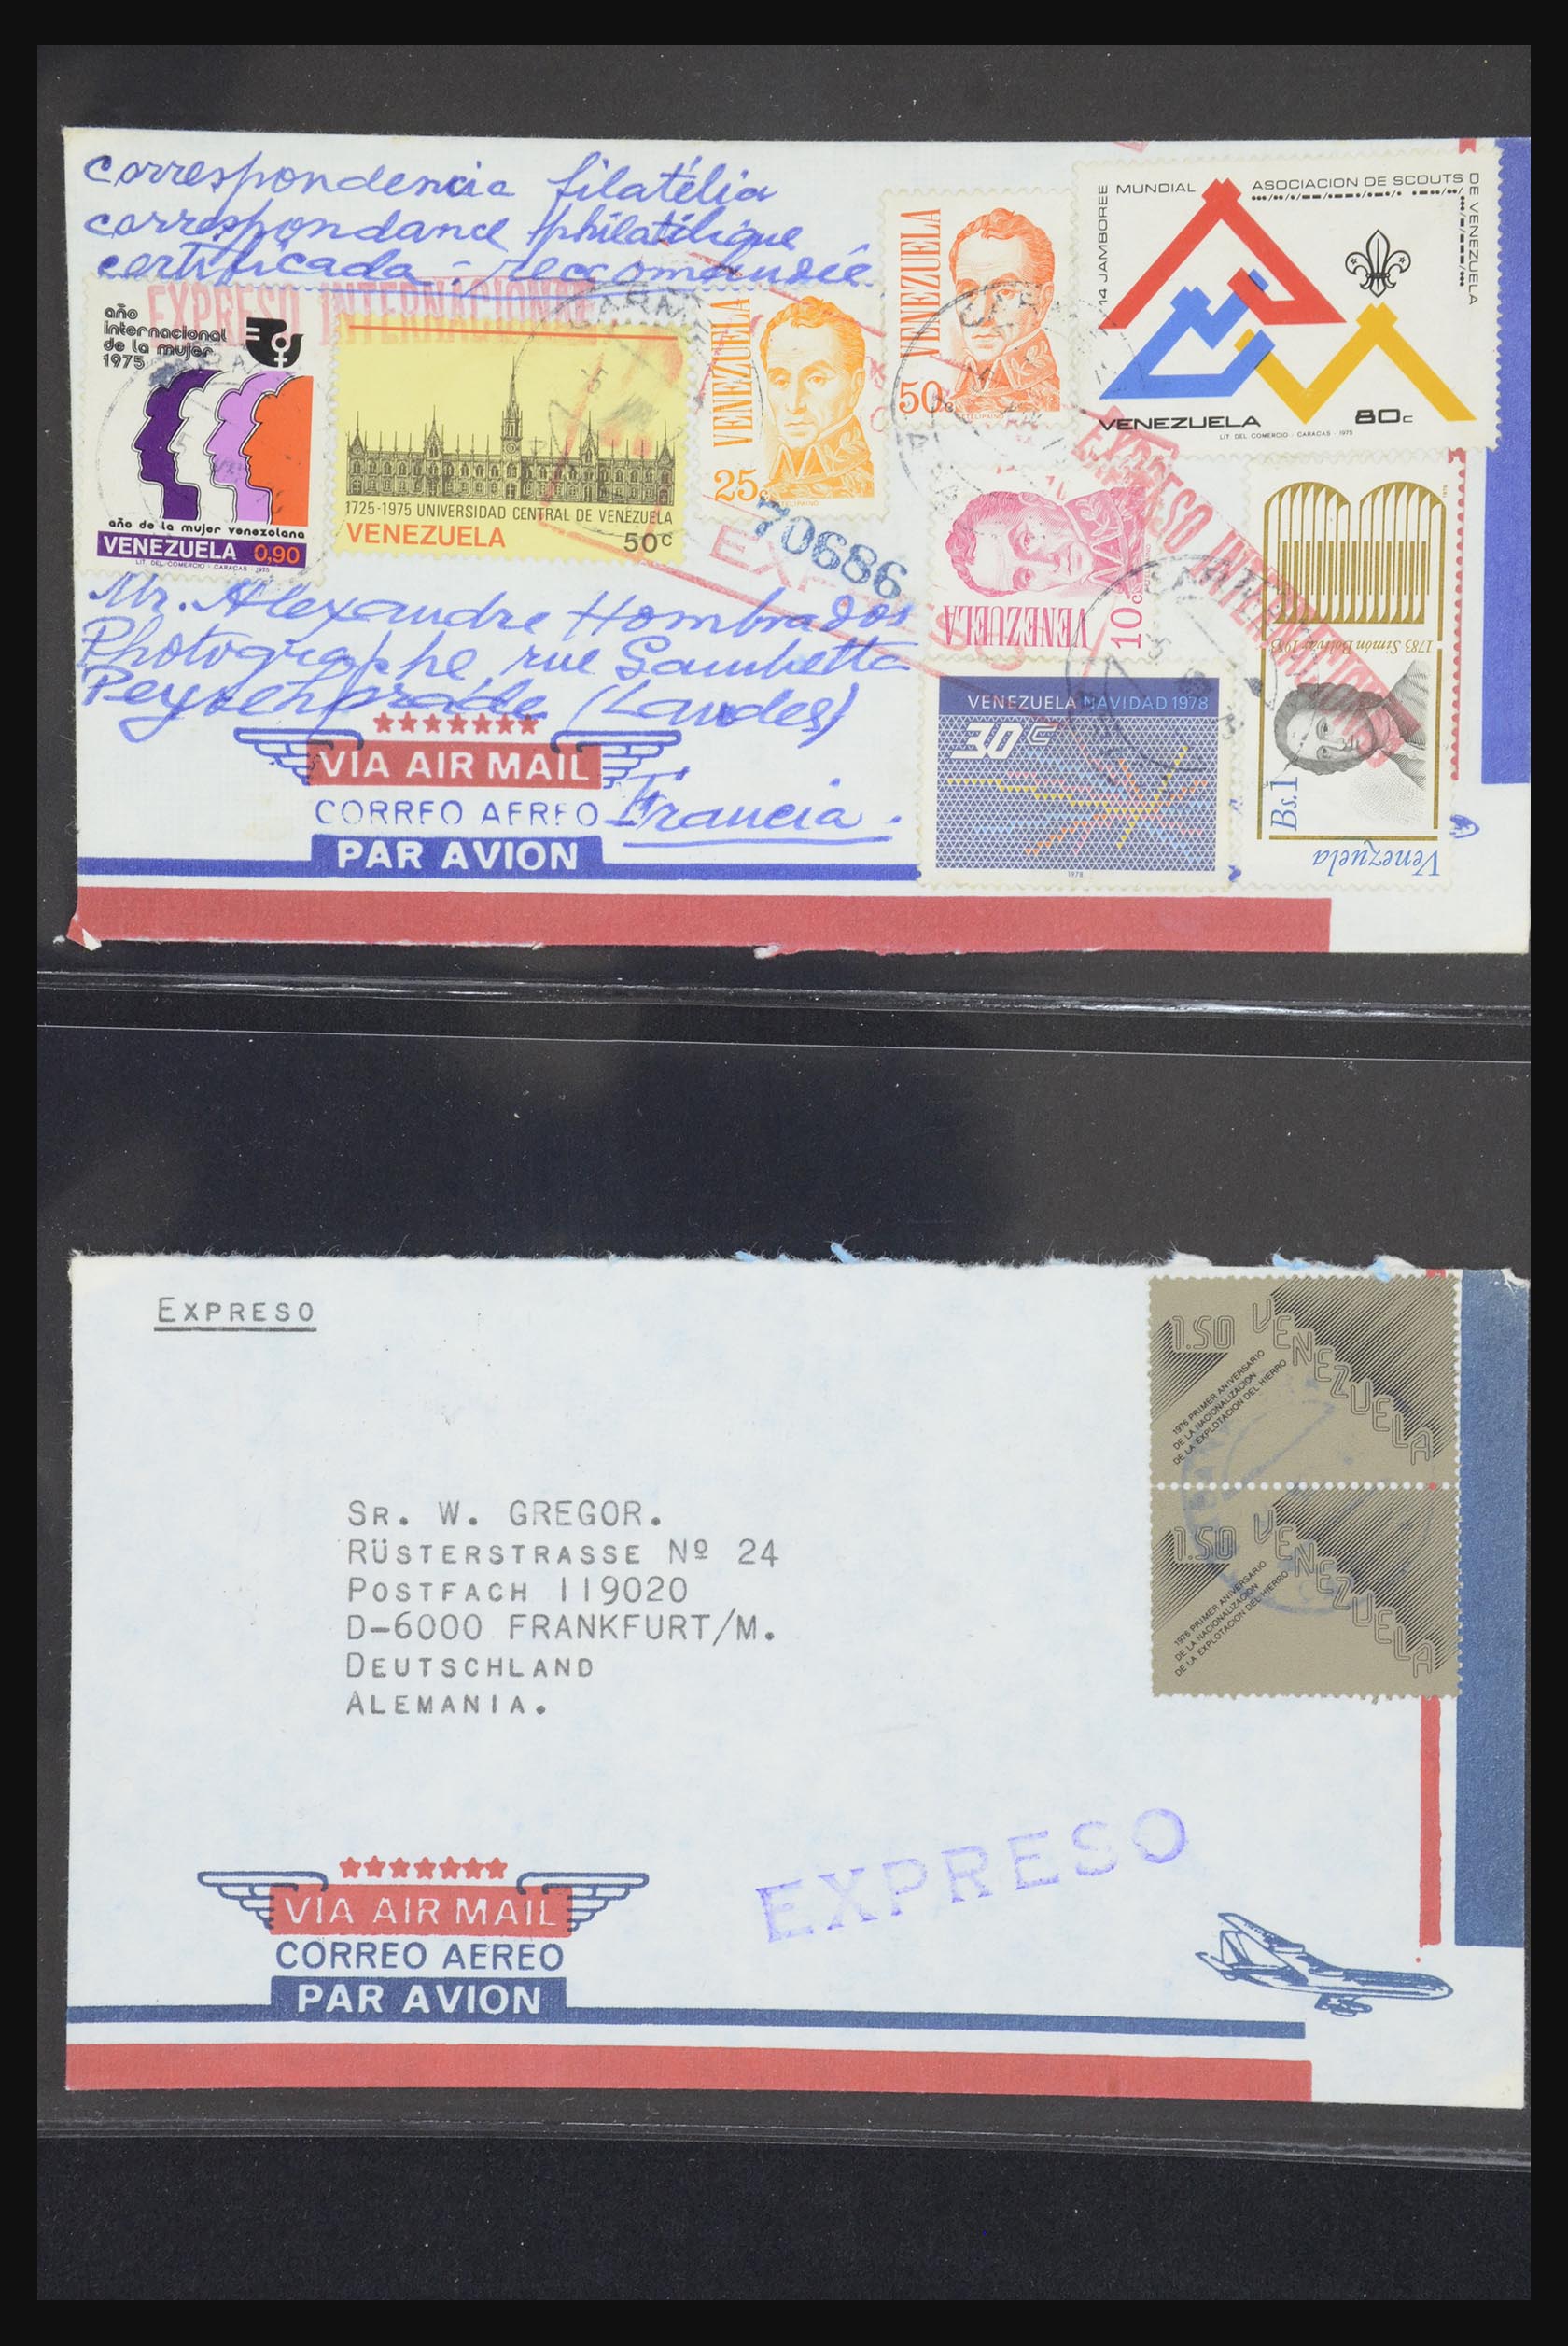 correspondencia filatélia
correspondance philatélique
certificada - reccomandée
EXPRESO INTERNACIONAL
año
internacional
de la mujer
1975
año de la mujer venezolana
VENEZUELA 0,90
LIT. DEL COMERCIO - CARACAS - 1975
1725-1975 UNIVERSIDAD CENTRAL DE VENEZUELA
VENEZUELA
50c
VENEZUELA
25c
VENEZUELA
50c
14 JAMBOREE MUNDIAL
ASOCIACION DE SCOUTS DE VENEZUELA
VENEZUELA 80c
LIT DEL COMERCIO - CARACAS - 1975
EXPRESO INTERNACIONAL
70686
VENEZUELA
10c
1783 Simón Bolívar 1983
Bs.1
Venezuela
VENEZUELA NAVIDAD 1978
30c
1978
Mr. Alexandre Hombrados
Photographe, rue Gambetta
Peyrehorade (Landes)
Francia.
VIA AIR MAIL
CORREO AEREO
PAR AVION
EXPRESO
1.50 VENEZUELA
1976 PRIMER ANIVERSARIO
DE LA NACIONALIZACION
DE LA EXPLOTACION DEL HIERRO
1.50 VENEZUELA
1976 PRIMER ANIVERSARIO
DE LA NACIONALIZACION
DE LA EXPLOTACION DEL HIERRO
SR. W. GREGOR.
RÜSTERSTRASSE Nº 24
POSTFACH 119020
D-6000 FRANKFURT/M.
DEUTSCHLAND
ALEMANIA.
EXPRESO
VIA AIR MAIL
CORREO AEREO
PAR AVION